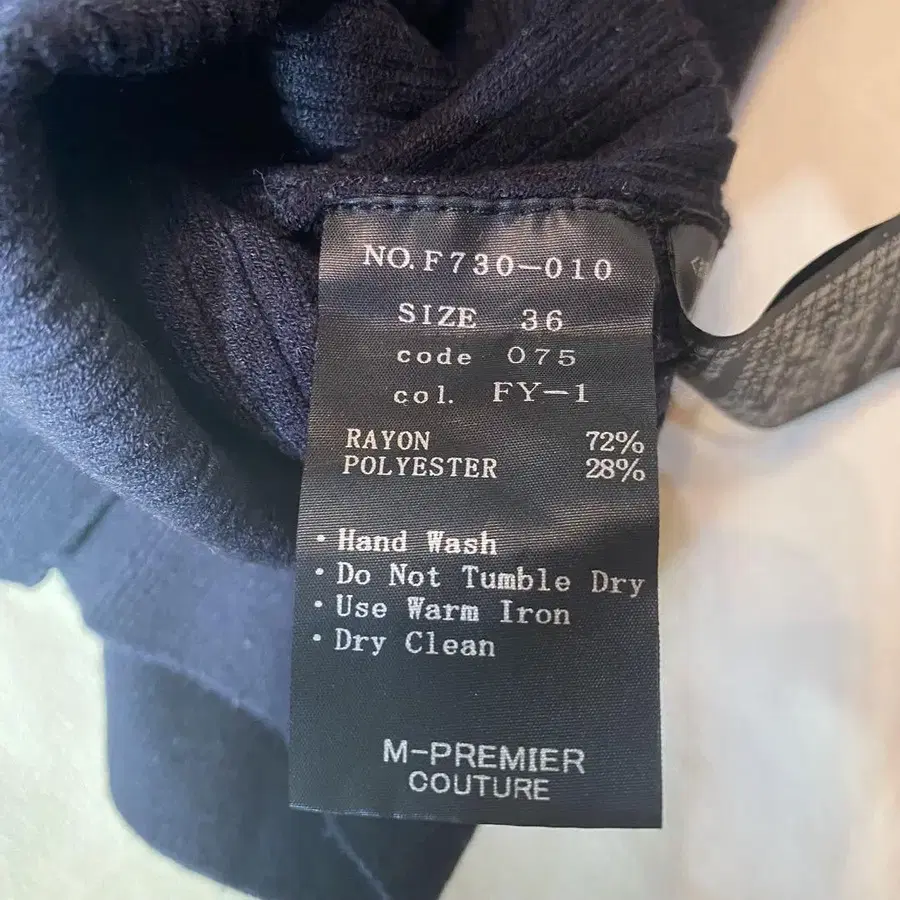 NO.F730-010
SIZE 36
code 075
col. FY-1
RAYON 72%
POLYESTER 28%
・Hand Wash
・Do Not Tumble Dry
・Use Warm Iron
・Dry Clean
M-PREMIER
COUTURE